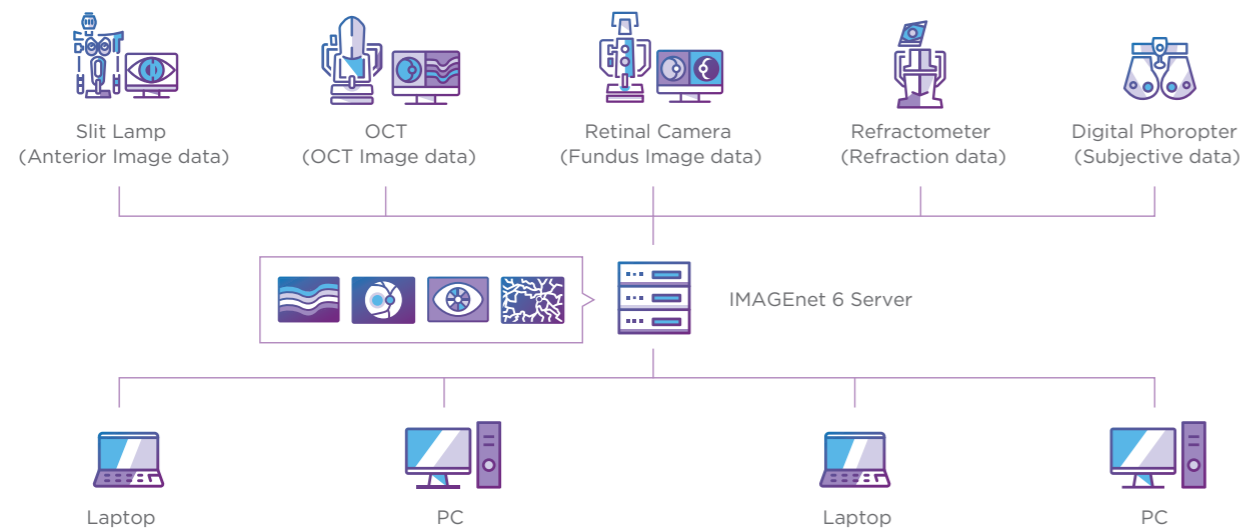 Slit Lamp
(Anterior Image data)
OCT
(OCT Image data)
Retinal Camera
(Fundus Image data)
Refractometer
(Refraction data)
Digital Phoropter
(Subjective data)
IMAGEnet 6 Server
Laptop
PC
Laptop
PC